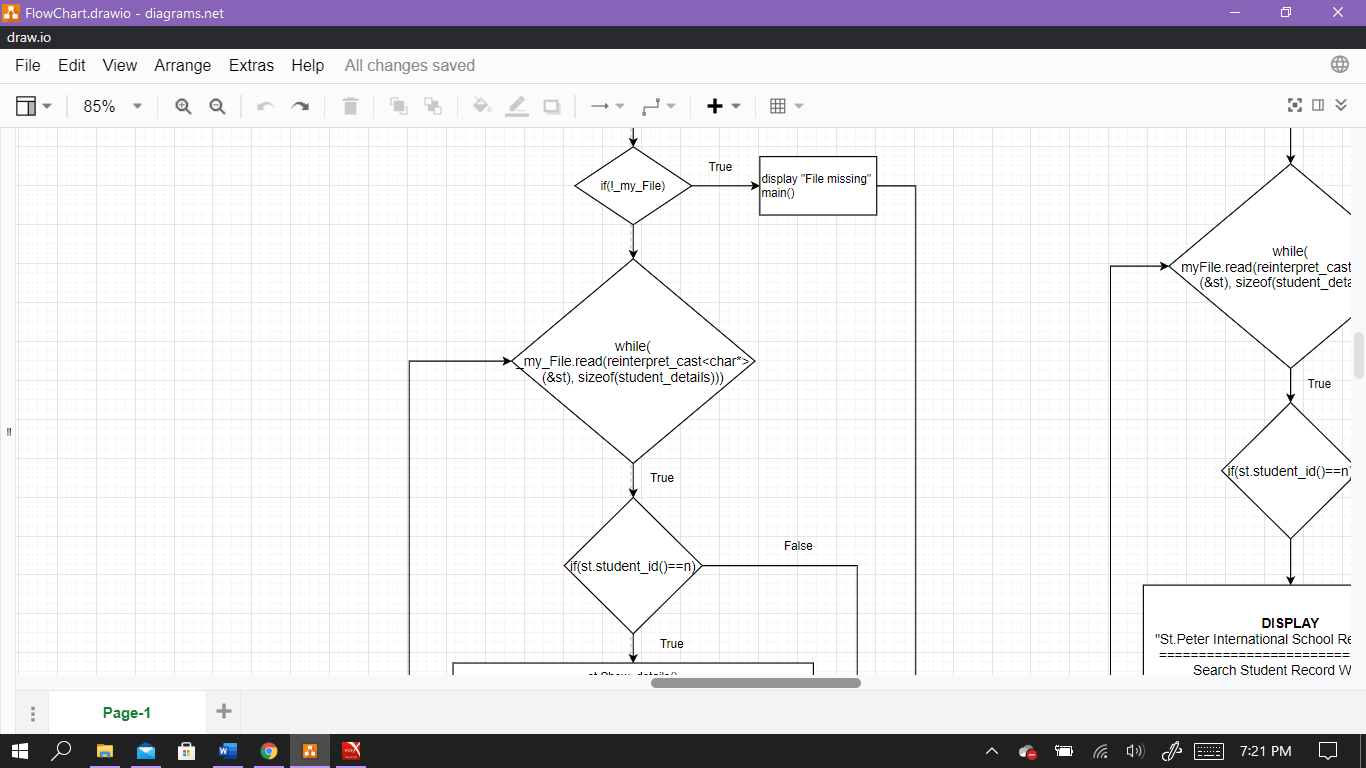 FlowChart.drawio - diagrams.net
draw.io
File Edit View Arrange Extras Help All changes saved
85%
if(!_my_File)
True
display "File missing"
main()
while(
_my_File.read(reinterpret_cast<char*>
(&st), sizeof(student_details)))
True
if(st.student_id()==n)
False
True
st.Show_details()
while(
myFile.read(reinterpret_cast
(&st), sizeof(student_deta
True
if(st.student_id()==n)
DISPLAY
"St.Peter International School Re
=========================
Search Student Record W
Page-1
7:21 PM